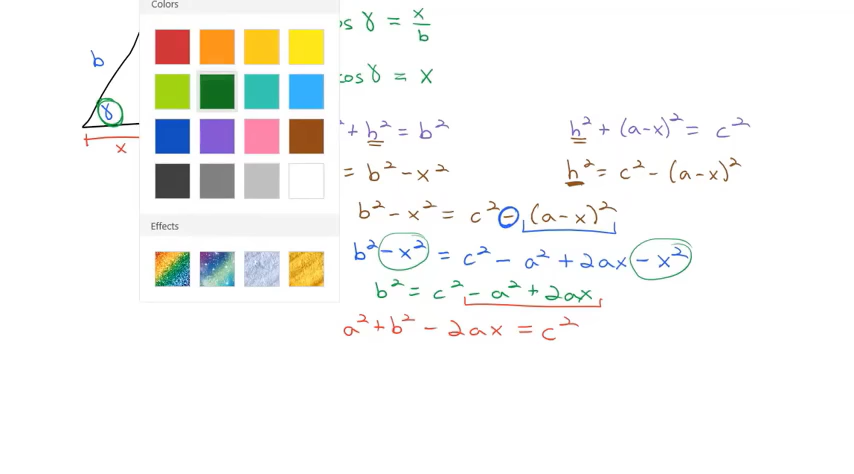 Colors
os γ = x/b
b
cos γ = x
γ
x
+ h² = b²
h² + (a-x)² = c²
= b² - x²
h² = c² - (a-x)²
b² - x² = c² - (a-x)²
Effects
b² - x² = c² - a² + 2ax - x²
b² = c² - a² + 2ax
a² + b² - 2ax = c²